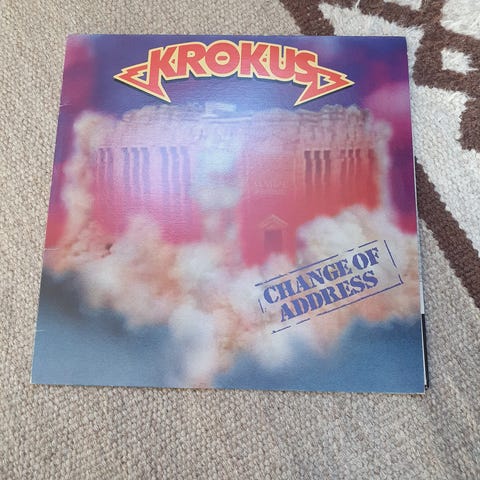 KROKUS
CHANGE OF
ADDRESS